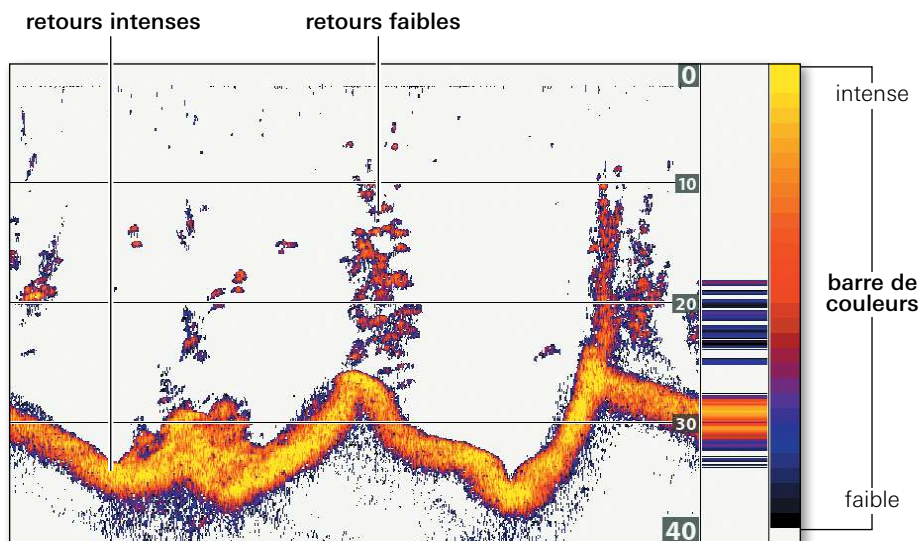 retours intenses
retours faibles
0
intense
10
barre de
couleurs
20
30
faible
40